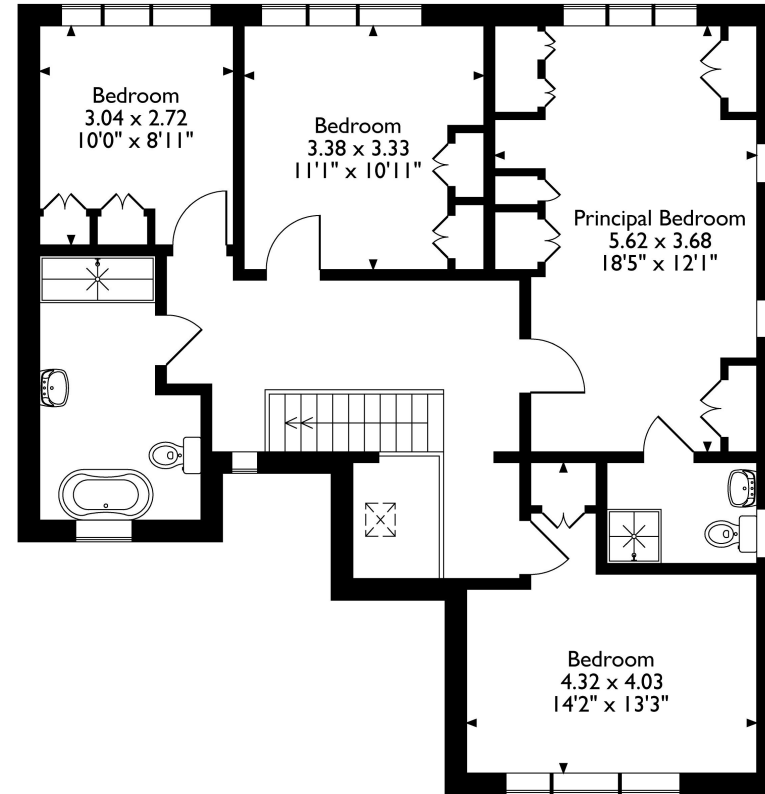 Bedroom
3.04 x 2.72
10'0" x 8'11"
Bedroom
3.38 x 3.33
11'1" x 10'11"
Principal Bedroom
5.62 x 3.68
18'5" x 12'1"
Bedroom
4.32 x 4.03
14'2" x 13'3"